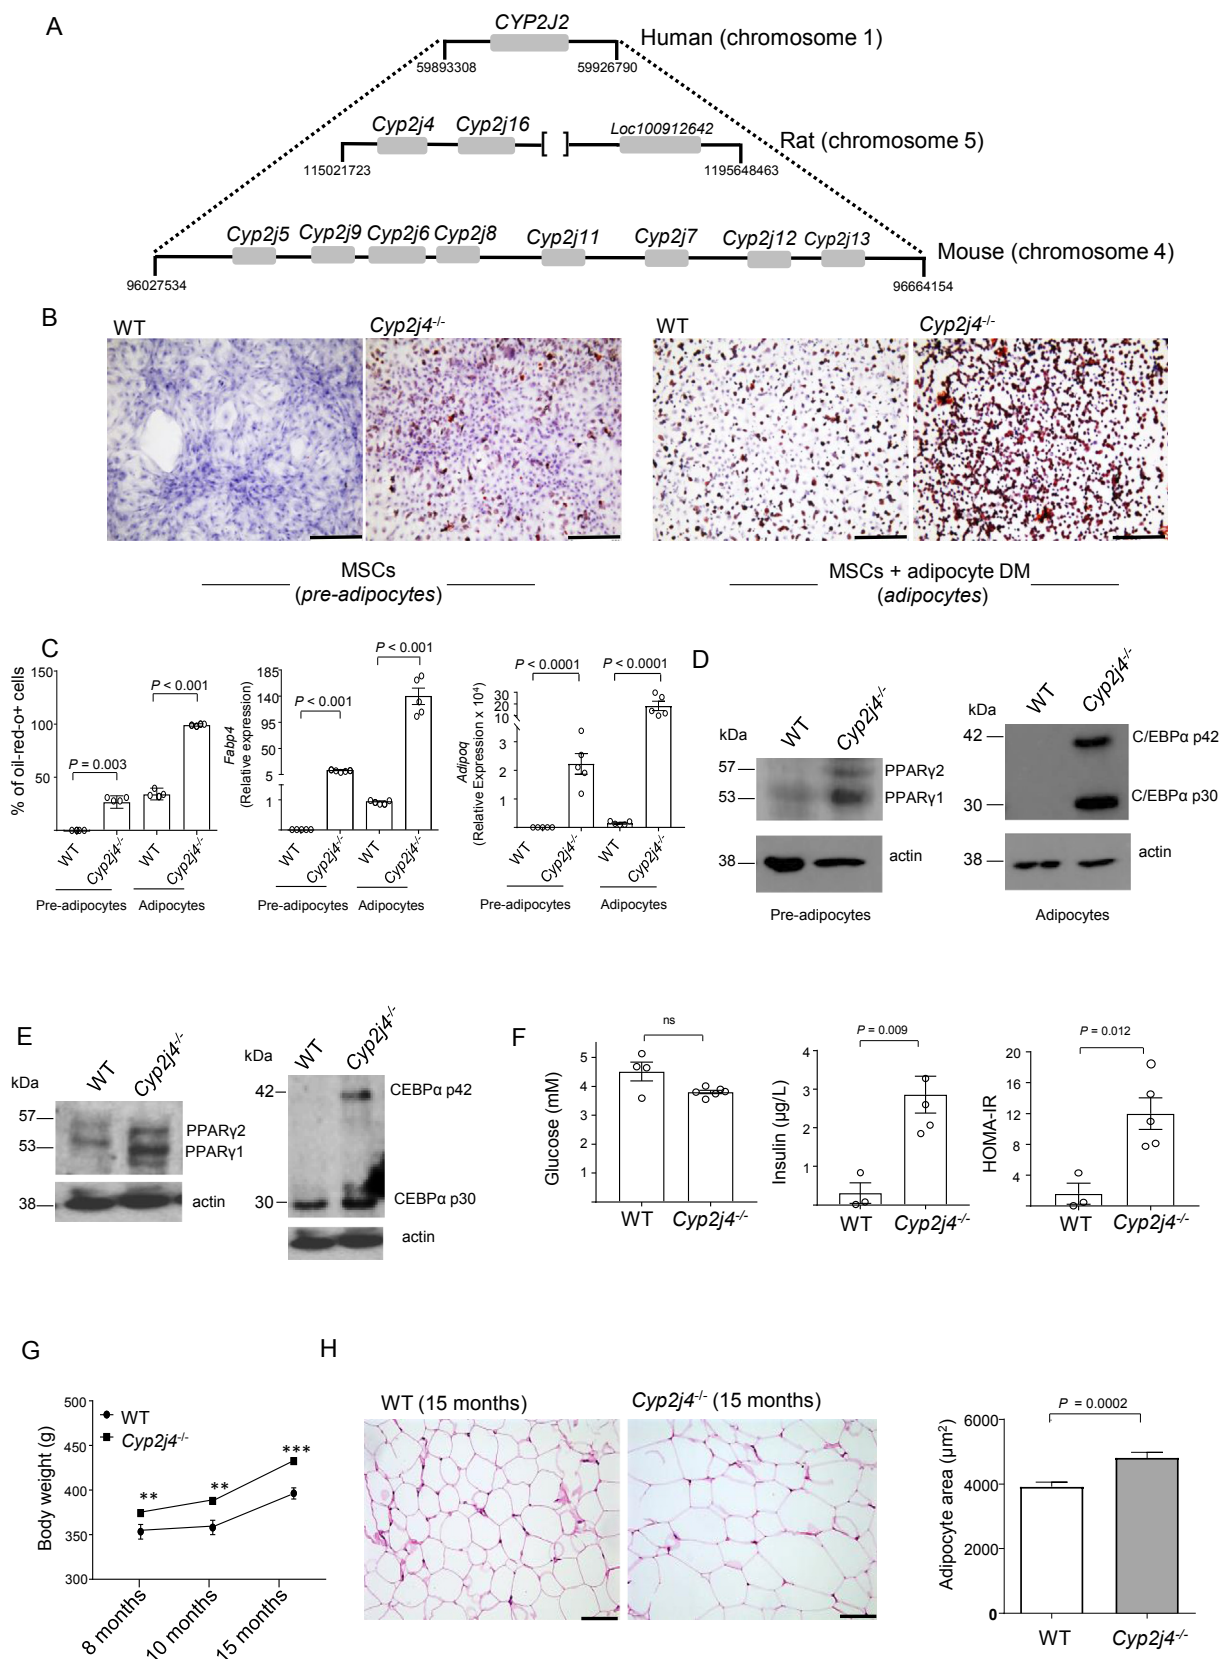 A
CYP2J2
Human (chromosome 1)
59893308
59926790
Cyp2j4
Cyp2j16
[ ]
Loc100912642
Rat (chromosome 5)
115021723
1195648463
Cyp2j5
Cyp2j9
Cyp2j6
Cyp2j8
Cyp2j11
Cyp2j7
Cyp2j12
Cyp2j13
Mouse (chromosome 4)
96027534
96664154
B
WT
Cyp2j4-/-
WT
Cyp2j4-/-
MSCs
(pre-adipocytes)
MSCs + adipocyte DM
(adipocytes)
C
% of oil-red-o+ cells
150
100
50
P = 0.003
P < 0.001
WT
Cyp2j4-/-
WT
Cyp2j4-/-
Pre-adipocytes
Adipocytes
Fabp4
(Relative expression)
185
140
95
50
5
1
P < 0.001
P < 0.001
WT
Cyp2j4-/-
WT
Cyp2j4-/-
Pre-adipocytes
Adipocytes
Adipoq
(Relative Expression x 10⁴)
30
20
10
3
2
1
P < 0.0001
P < 0.0001
WT
Cyp2j4-/-
WT
Cyp2j4-/-
Pre-adipocytes
Adipocytes
D
kDa
WT
Cyp2j4-/-
57
53
38
PPARγ2
PPARγ1
actin
Pre-adipocytes
kDa
WT
Cyp2j4-/-
42
30
38
C/EBPα p42
C/EBPα p30
actin
Adipocytes
E
kDa
WT
Cyp2j4-/-
57
53
38
PPARγ2
PPARγ1
actin
kDa
WT
Cyp2j4-/-
42
30
CEBPα p42
CEBPα p30
actin
F
Glucose (mM)
5
4
3
2
1
ns
WT
Cyp2j4-/-
Insulin (µg/L)
4
3
2
1
P = 0.009
WT
Cyp2j4-/-
HOMA-IR
20
16
12
8
4
P = 0.012
WT
Cyp2j4-/-
G
Body weight (g)
500
450
400
350
300
WT
Cyp2j4-/-
**
**
***
8 months
10 months
15 months
H
WT (15 months)
Cyp2j4-/- (15 months)
Adipocyte area (µm²)
6000
4000
2000
0
P = 0.0002
WT
Cyp2j4-/-